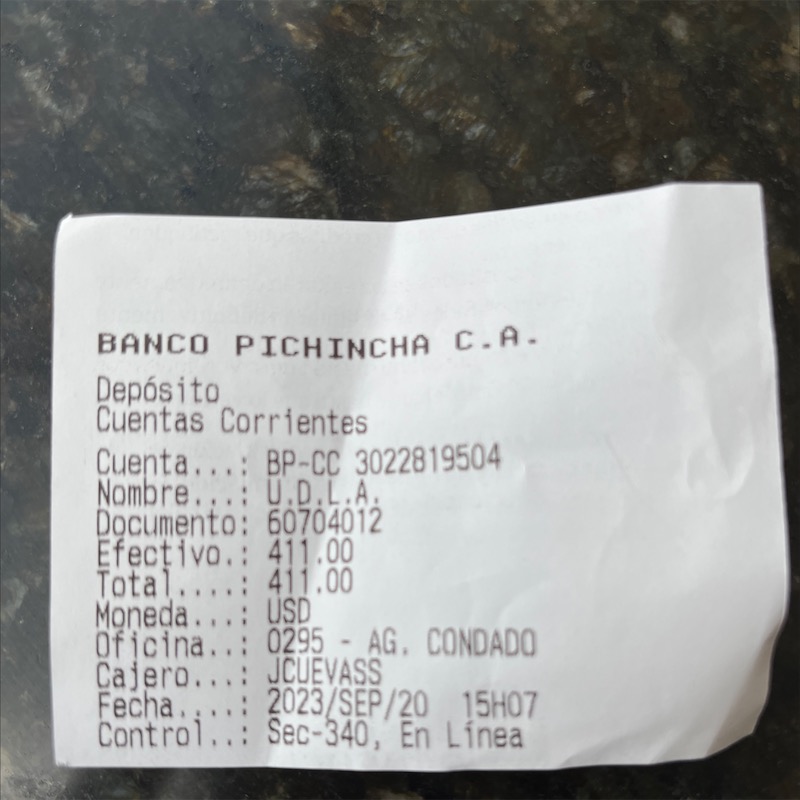 BANCO PICHINCHA C.A.
Depósito
Cuentas Corrientes
Cuenta...: BP-CC 3022819504
Nombre...: U.D.L.A.
Documento: 60704012
Efectivo.: 411.00
Total....: 411.00
Moneda...: USD
Oficina..: 0295 - AG. CONDADO
Cajero...: JCUEVASS
Fecha....: 2023/SEP/20 15H07
Control..: Sec-340, En Línea